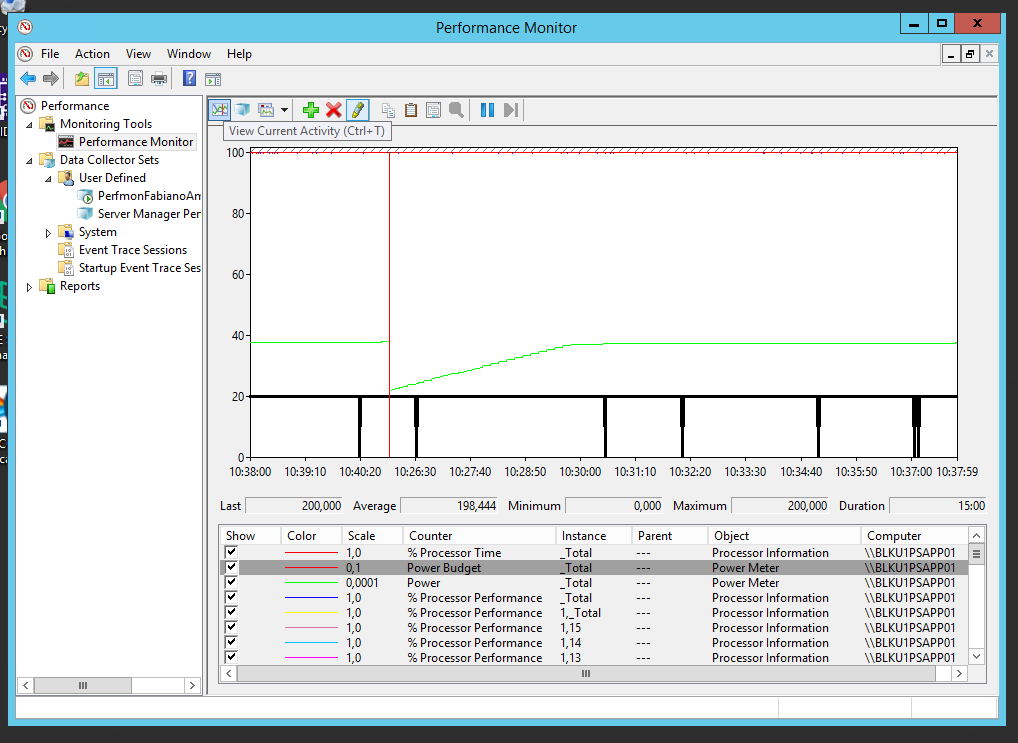 Performance Monitor
File Action View Window Help
Performance
Monitoring Tools
Performance Monitor
Data Collector Sets
User Defined
PerfmonFabianoAm
Server Manager Per
System
Event Trace Sessions
Startup Event Trace Ses
Reports
View Current Activity (Ctrl+T)
100
80
60
40
20
0
10:38:00 10:39:10 10:40:20 10:26:30 10:27:40 10:28:50 10:30:00 10:31:10 10:32:20 10:33:30 10:34:40 10:35:50 10:37:00 10:37:59
Last 200,000 Average 198,444 Minimum 0,000 Maximum 200,000 Duration 15:00
Show Color Scale Counter Instance Parent Object Computer
1,0 % Processor Time _Total --- Processor Information \\BLKU1PSAPP01
0,1 Power Budget _Total --- Power Meter \\BLKU1PSAPP01
0,0001 Power _Total --- Power Meter \\BLKU1PSAPP01
1,0 % Processor Performance _Total --- Processor Information \\BLKU1PSAPP01
1,0 % Processor Performance 1,_Total --- Processor Information \\BLKU1PSAPP01
1,0 % Processor Performance 1,15 --- Processor Information \\BLKU1PSAPP01
1,0 % Processor Performance 1,14 --- Processor Information \\BLKU1PSAPP01
1,0 % Processor Performance 1,13 --- Processor Information \\BLKU1PSAPP01